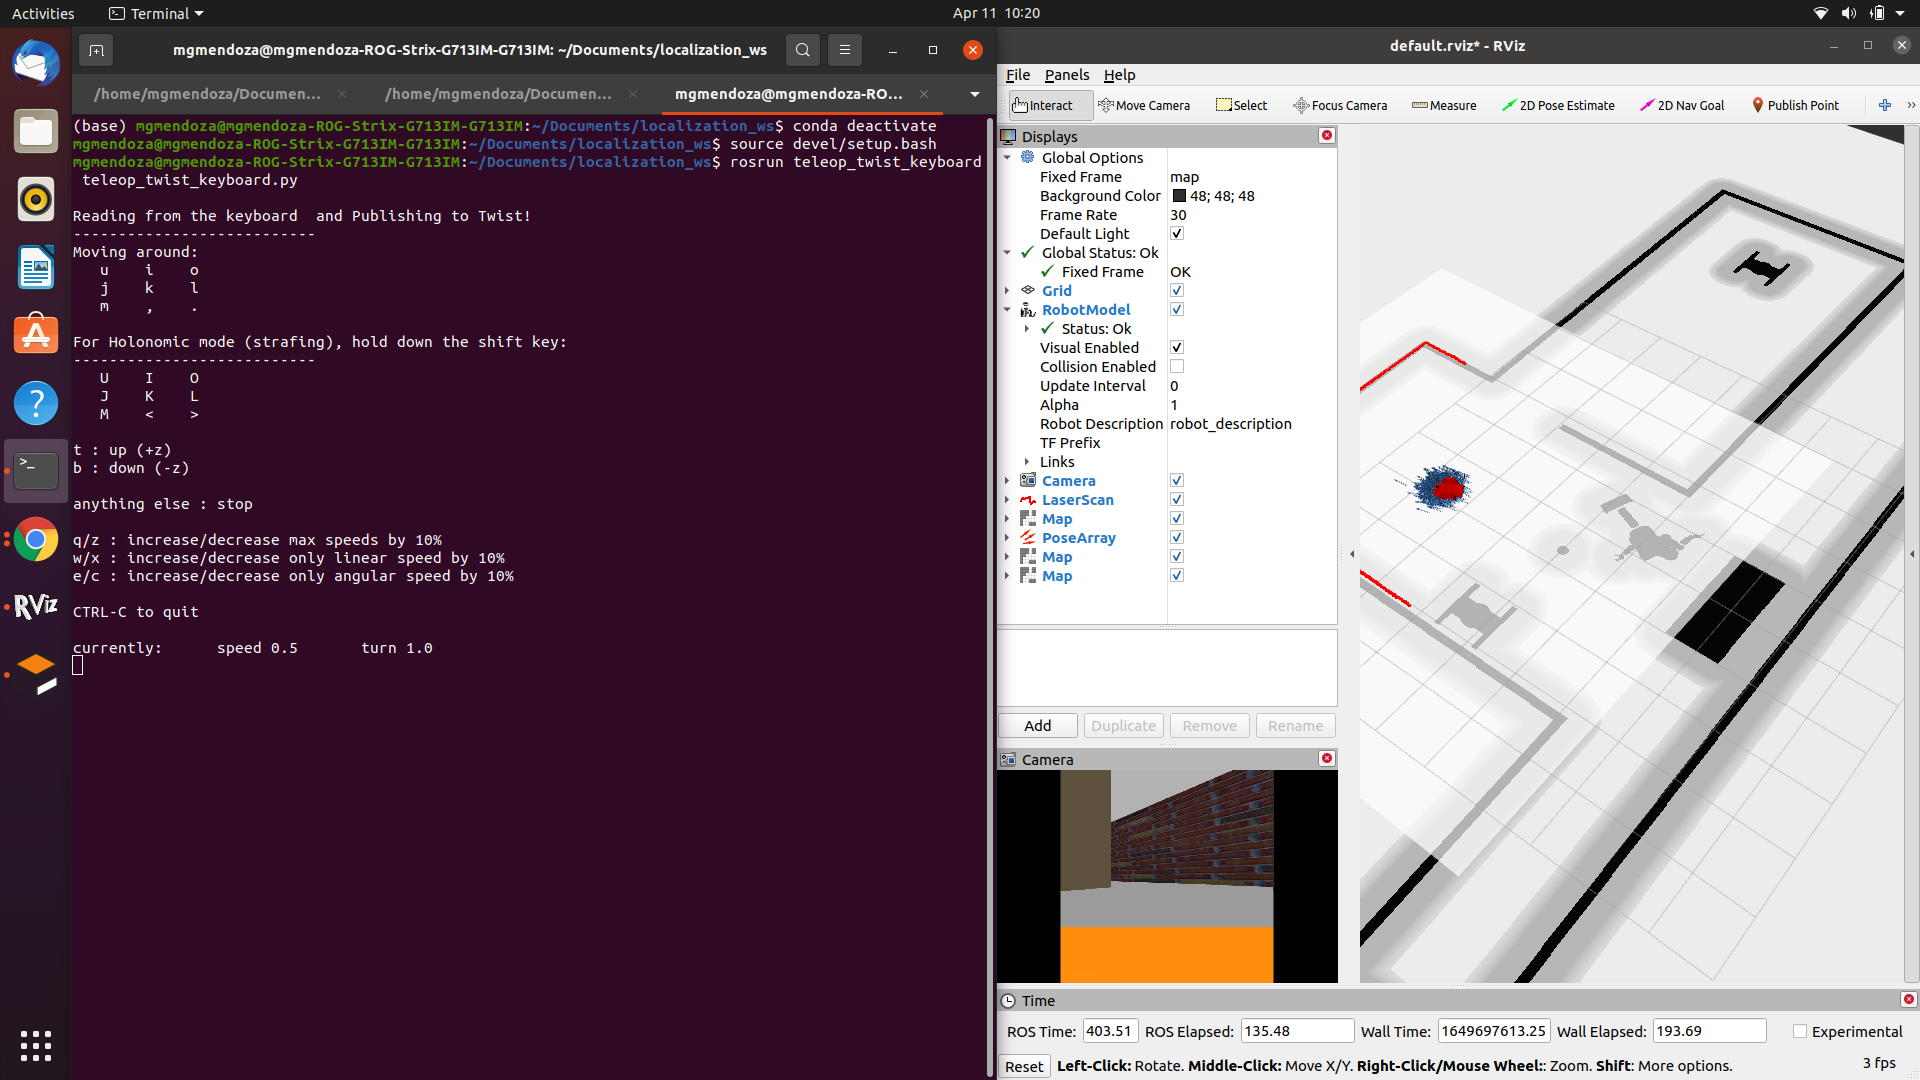 Activities
Terminal
Apr 11 10:20
mgmendoza@mgmendoza-ROG-Strix-G713IM-G713IM: ~/Documents/localization_ws
/home/mgmendoza/Documen...
/home/mgmendoza/Documen...
mgmendoza@mgmendoza-RO...
(base) mgmendoza@mgmendoza-ROG-Strix-G713IM-G713IM:~/Documents/localization_ws$ conda deactivate
mgmendoza@mgmendoza-ROG-Strix-G713IM-G713IM:~/Documents/localization_ws$ source devel/setup.bash
mgmendoza@mgmendoza-ROG-Strix-G713IM-G713IM:~/Documents/localization_ws$ rosrun teleop_twist_keyboard
teleop_twist_keyboard.py
Reading from the keyboard  and Publishing to Twist!
---------------------------
Moving around:
u    i    o
j    k    l
m    ,    .
For Holonomic mode (strafing), hold down the shift key:
---------------------------
U    I    O
J    K    L
M    <    >
t : up (+z)
b : down (-z)
anything else : stop
q/z : increase/decrease max speeds by 10%
w/x : increase/decrease only linear speed by 10%
e/c : increase/decrease only angular speed by 10%
CTRL-C to quit
currently:      speed 0.5       turn 1.0
RViz
default.rviz* - RViz
File Panels Help
Interact Move Camera Select Focus Camera Measure 2D Pose Estimate 2D Nav Goal Publish Point
Displays
Global Options
Fixed Frame map
Background Color 48; 48; 48
Frame Rate 30
Default Light
Global Status: Ok
Fixed Frame OK
Grid
RobotModel
Status: Ok
Visual Enabled
Collision Enabled
Update Interval 0
Alpha 1
Robot Description robot_description
TF Prefix
Links
Camera
LaserScan
Map
PoseArray
Map
Map
Add Duplicate Remove Rename
Camera
Time
ROS Time: 403.51 ROS Elapsed: 135.48 Wall Time: 1649697613.25 Wall Elapsed: 193.69 Experimental
Reset Left-Click: Rotate. Middle-Click: Move X/Y. Right-Click/Mouse Wheel:: Zoom. Shift: More options. 3 fps